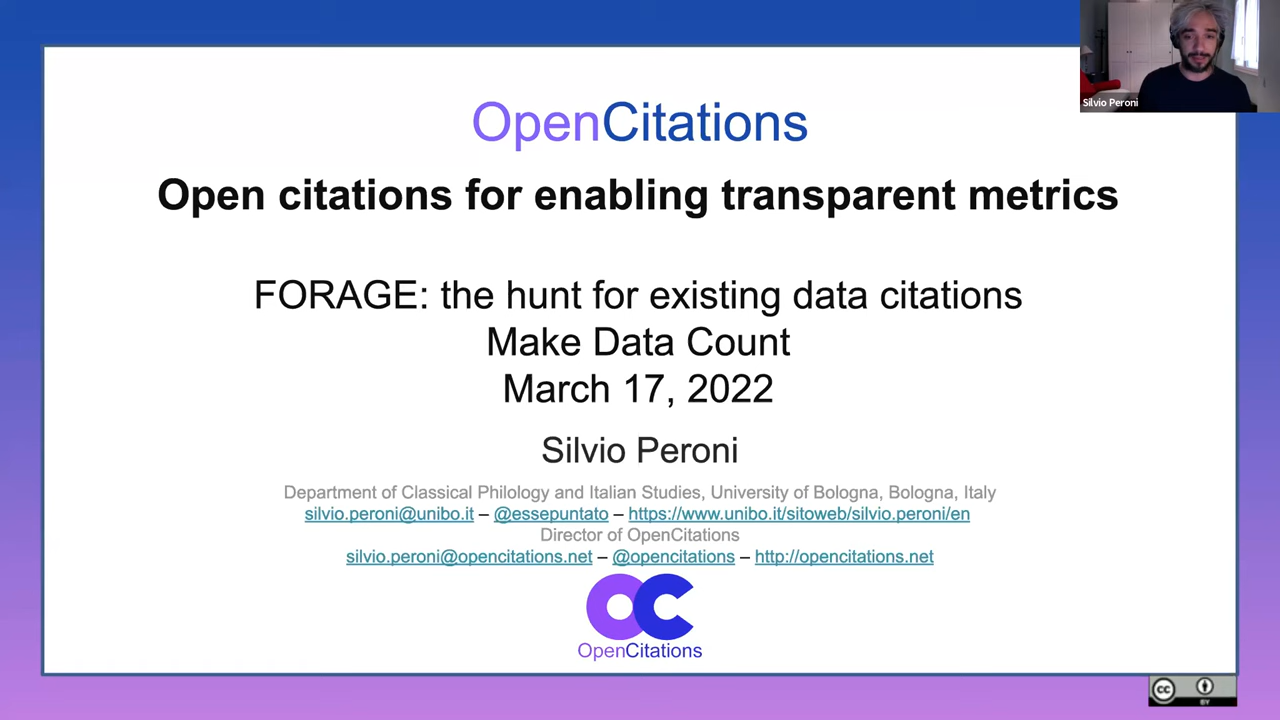 Silvio Peroni
OpenCitations
Open citations for enabling transparent metrics
FORAGE: the hunt for existing data citations
Make Data Count
March 17, 2022
Silvio Peroni
Department of Classical Philology and Italian Studies, University of Bologna, Bologna, Italy
silvio.peroni@unibo.it – @essepuntato – https://www.unibo.it/sitoweb/silvio.peroni/en
Director of OpenCitations
silvio.peroni@opencitations.net – @opencitations – http://opencitations.net
OC
OpenCitations
cc
BY